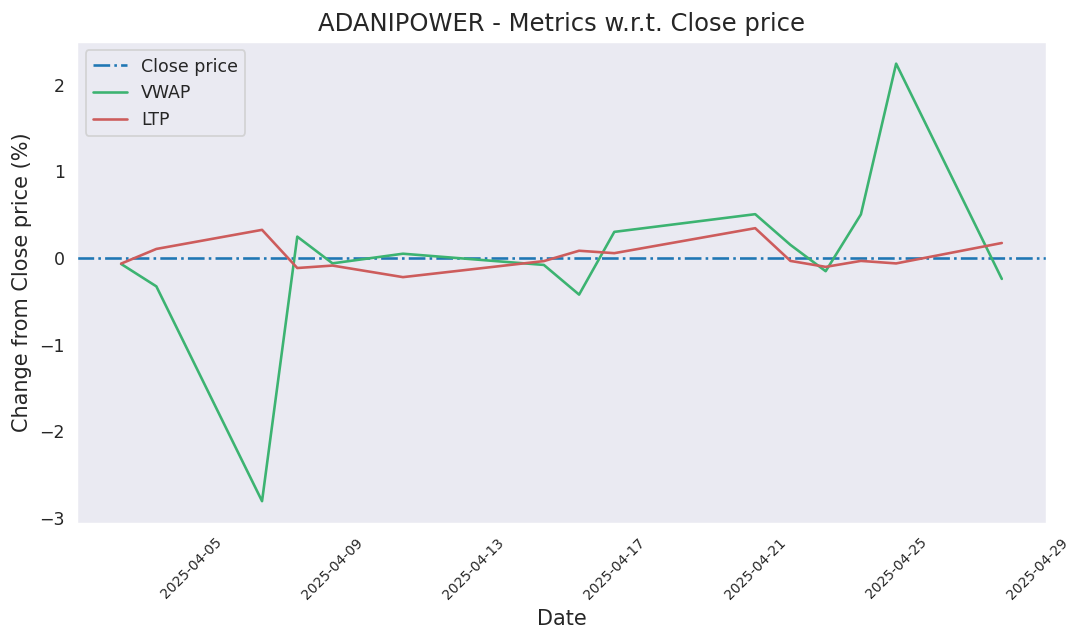 ADANIPOWER - Metrics w.r.t. Close price
Close price
VWAP
LTP
Change from Close price (%)
2
1
0
−1
−2
−3
2025-04-05
2025-04-09
2025-04-13
2025-04-17
2025-04-21
2025-04-25
2025-04-29
Date